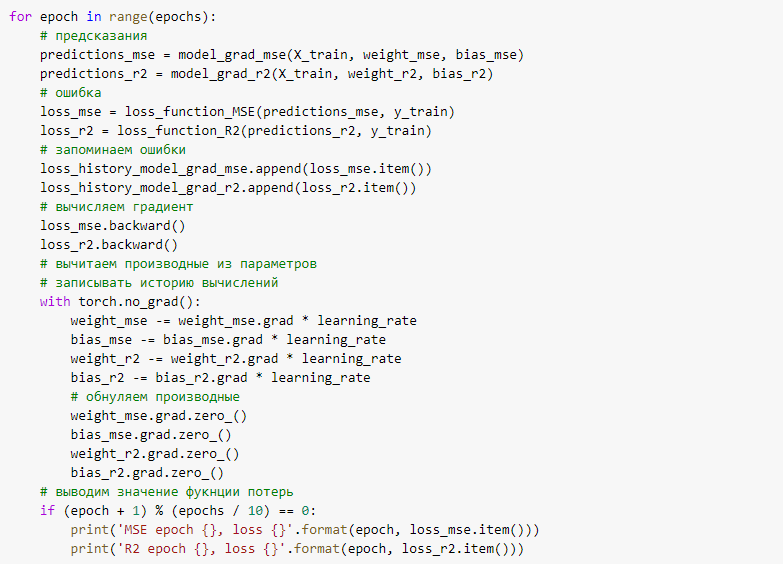 for epoch in range(epochs):
    # предсказания
    predictions_mse = model_grad_mse(X_train, weight_mse, bias_mse)
    predictions_r2 = model_grad_r2(X_train, weight_r2, bias_r2)
    # ошибка
    loss_mse = loss_function_MSE(predictions_mse, y_train)
    loss_r2 = loss_function_R2(predictions_r2, y_train)
    # запоминаем ошибки
    loss_history_model_grad_mse.append(loss_mse.item())
    loss_history_model_grad_r2.append(loss_r2.item())
    # вычисляем градиент
    loss_mse.backward()
    loss_r2.backward()
    # вычитаем производные из параметров
    # записывать историю вычислений
    with torch.no_grad():
        weight_mse -= weight_mse.grad * learning_rate
        bias_mse -= bias_mse.grad * learning_rate
        weight_r2 -= weight_r2.grad * learning_rate
        bias_r2 -= bias_r2.grad * learning_rate
        # обнуляем производные
        weight_mse.grad.zero_()
        bias_mse.grad.zero_()
        weight_r2.grad.zero_()
        bias_r2.grad.zero_()
    # выводим значение фукнции потерь
    if (epoch + 1) % (epochs / 10) == 0:
        print('MSE epoch {}, loss {}'.format(epoch, loss_mse.item()))
        print('R2 epoch {}, loss {}'.format(epoch, loss_r2.item()))